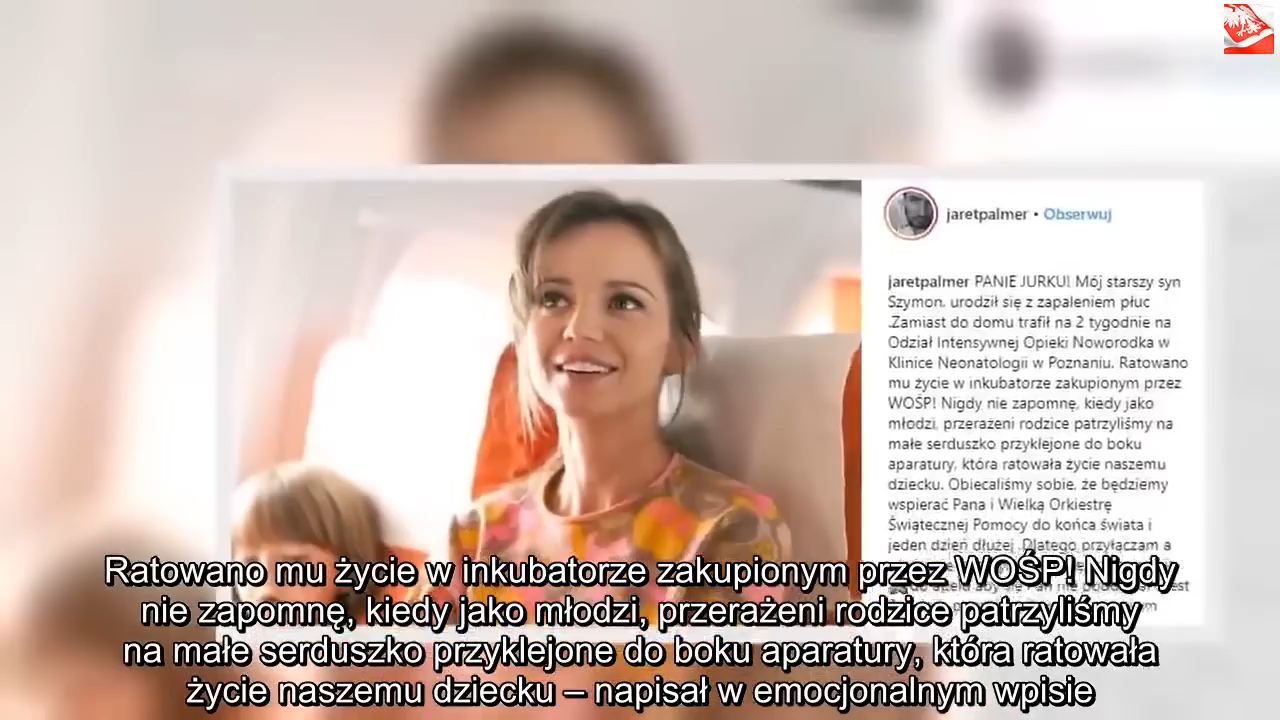 jaretpalmer • Obserwuj
jaretpalmer PANIE JURKU! Mój starszy syn
Szymon, urodził się z zapaleniem płuc
.Zamiast do domu trafił na 2 tygodnie na
Odział Intensywnej Opieki Noworodka w
Klinice Neonatologii w Poznaniu. Ratowano
mu życie w inkubatorze zakupionym przez
WOŚP! Nigdy nie zapomnę, kiedy jako
młodzi, przerażeni rodzice patrzyliśmy na
małe serduszko przyklejone do boku
aparatury, która ratowała życie naszemu
dziecku. Obiecaliśmy sobie, że będziemy
wspierać Pana i Wielką Orkiestrę
Świątecznej Pomocy do końca świata i
jeden dzień dłużej .Dlatego przyłączam a
Ratowano mu życie w inkubatorze zakupionym przez WOŚP! Nigdy
nie zapomnę, kiedy jako młodzi, przerażeni rodzice patrzyliśmy
na małe serduszko przyklejone do boku aparatury, która ratowała
życie naszemu dziecku – napisał w emocjonalnym wpisie